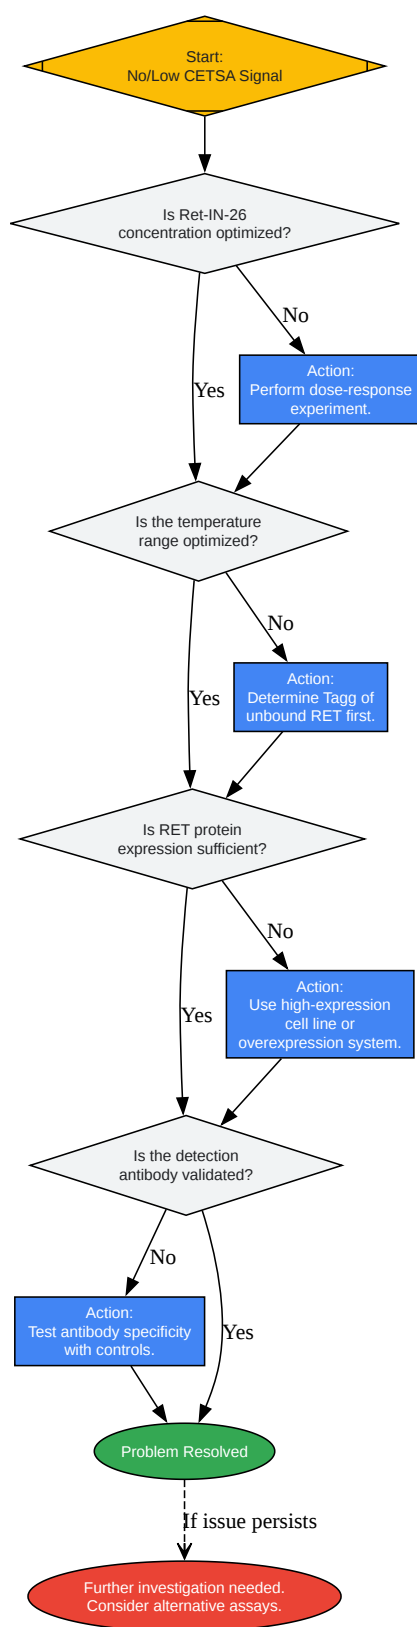 Start:
No/Low CETSA Signal
Is Ret-IN-26
concentration optimized?
No
Action:
Perform dose-response
experiment.
Yes
Is the temperature
range optimized?
No
Action:
Determine Tagg of
unbound RET first.
Yes
Is RET protein
expression sufficient?
No
Action:
Use high-expression
cell line or
overexpression system.
Yes
Is the detection
antibody validated?
No
Action:
Test antibody specificity
with controls.
Yes
Problem Resolved
If issue persists
Further investigation needed.
Consider alternative assays.